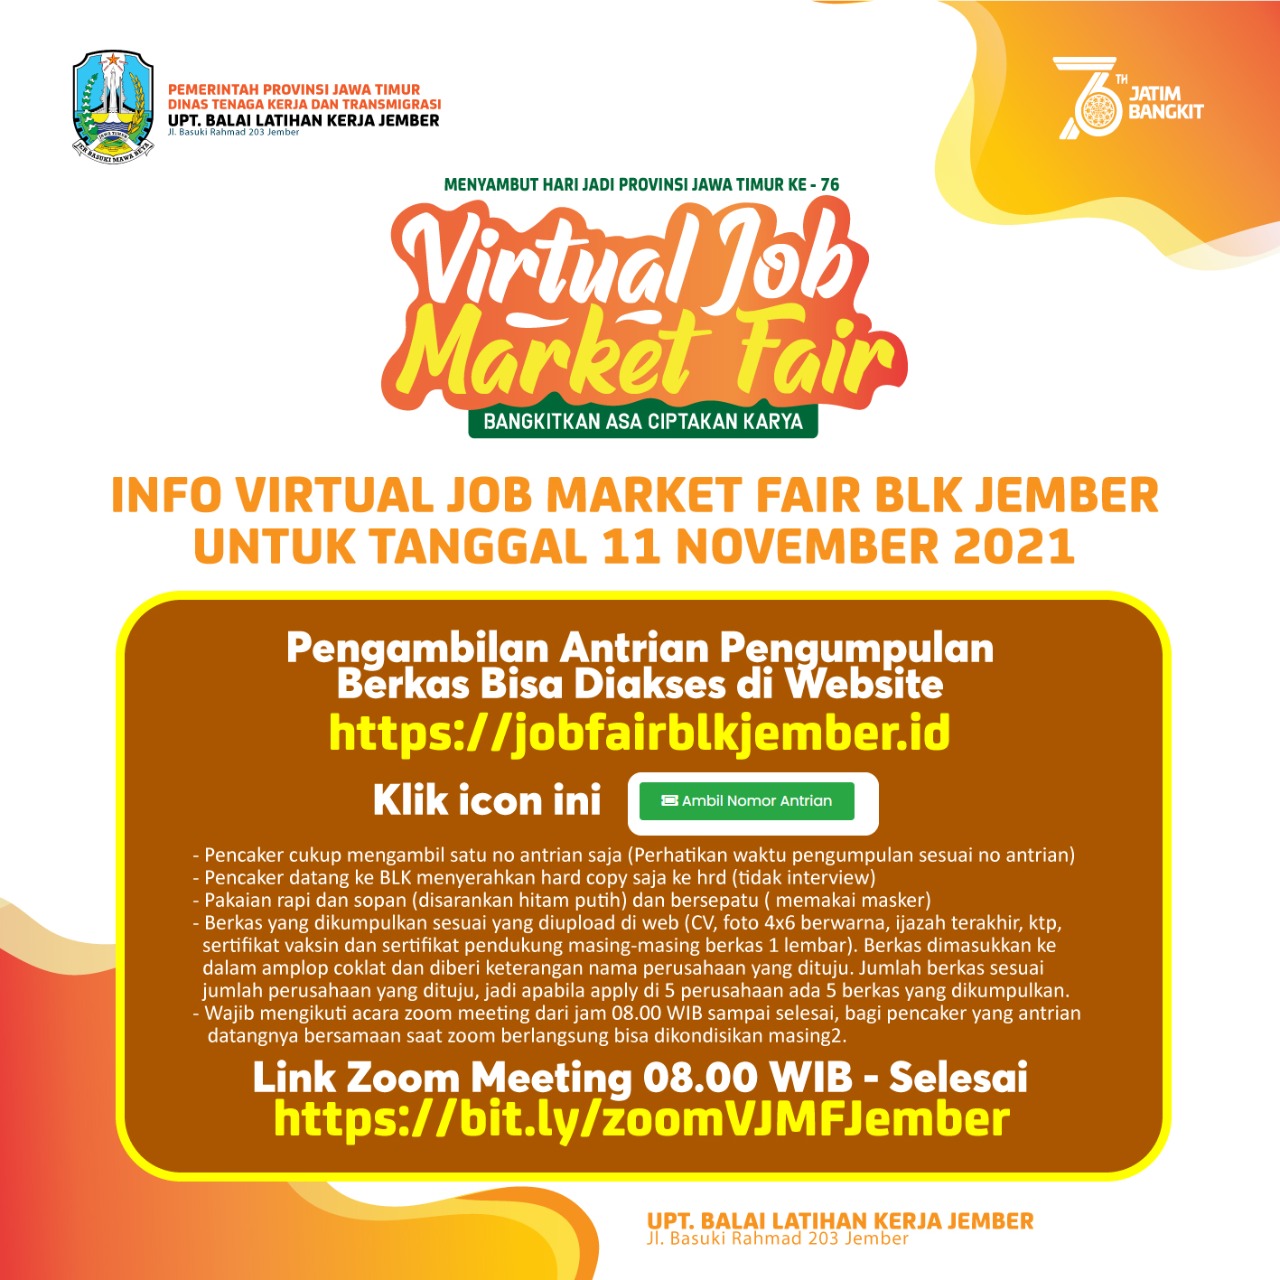 PEMERINTAH PROVINSI JAWA TIMUR
DINAS TENAGA KERJA DAN TRANSMIGRASI
UPT. BALAI LATIHAN KERJA JEMBER
Jl. Basuki Rahmad 203 Jember
JAWA TIMUR
JER BASUKI MAWA BEYA
76 TH JATIM
BANGKIT
MENYAMBUT HARI JADI PROVINSI JAWA TIMUR KE - 76
Virtual Job
Market Fair
BANGKITKAN ASA CIPTAKAN KARYA
INFO VIRTUAL JOB MARKET FAIR BLK JEMBER
UNTUK TANGGAL 11 NOVEMBER 2021
Pengambilan Antrian Pengumpulan
Berkas Bisa Diakses di Website
https://jobfairblkjember.id
Klik icon ini Ambil Nomor Antrian
- Pencaker cukup mengambil satu no antrian saja (Perhatikan waktu pengumpulan sesuai no antrian)
- Pencaker datang ke BLK menyerahkan hard copy saja ke hrd (tidak interview)
- Pakaian rapi dan sopan (disarankan hitam putih) dan bersepatu ( memakai masker)
- Berkas yang dikumpulkan sesuai yang diupload di web (CV, foto 4x6 berwarna, ijazah terakhir, ktp,
sertifikat vaksin dan sertifikat pendukung masing-masing berkas 1 lembar). Berkas dimasukkan ke
dalam amplop coklat dan diberi keterangan nama perusahaan yang dituju. Jumlah berkas sesuai
jumlah perusahaan yang dituju, jadi apabila apply di 5 perusahaan ada 5 berkas yang dikumpulkan.
- Wajib mengikuti acara zoom meeting dari jam 08.00 WIB sampai selesai, bagi pencaker yang antrian
datangnya bersamaan saat zoom berlangsung bisa dikondisikan masing2.
Link Zoom Meeting 08.00 WIB - Selesai
https://bit.ly/zoomVJMFJember
UPT. BALAI LATIHAN KERJA JEMBER
Jl. Basuki Rahmad 203 Jember